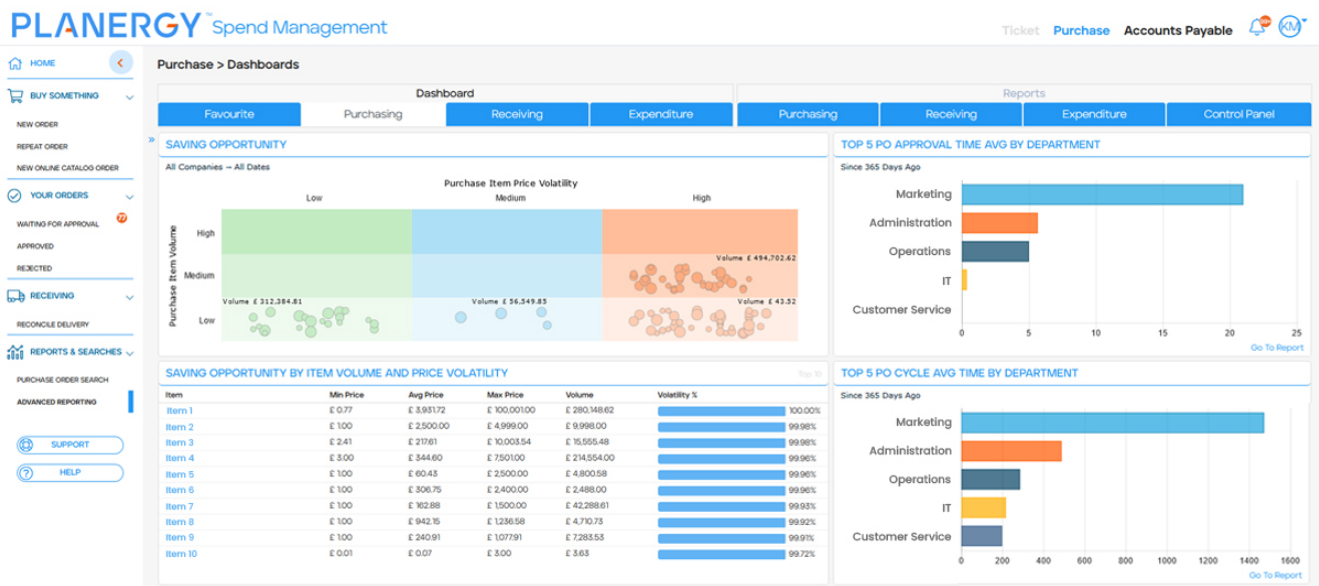 PLANERGY™ Spend Management
Ticket Purchase Accounts Payable 99+ KM
HOME
BUY SOMETHING
NEW ORDER
REPEAT ORDER
NEW ONLINE CATALOG ORDER
YOUR ORDERS
WAITING FOR APPROVAL 77
APPROVED
REJECTED
RECEIVING
RECONCILE DELIVERY
REPORTS & SEARCHES
PURCHASE ORDER SEARCH
ADVANCED REPORTING
SUPPORT
HELP
Purchase > Dashboards
Dashboard Reports
Favourite Purchasing Receiving Expenditure Purchasing Receiving Expenditure Control Panel
SAVING OPPORTUNITY
All Companies -- All Dates
Purchase Item Price Volatility
Low Medium High
Purchase Item Volume
High
Medium
Low
Volume £ 494,702.62
Volume £ 312,384.81 Volume £ 56,549.85 Volume £ 43.52
TOP 5 PO APPROVAL TIME AVG BY DEPARTMENT
Since 365 Days Ago
Marketing
Administration
Operations
IT
Customer Service
0 5 10 15 20 25
Go To Report
SAVING OPPORTUNITY BY ITEM VOLUME AND PRICE VOLATILITY Top 10
Item Min Price Avg Price Max Price Volume Volatility %
Item 1 £ 0.77 £ 3,931.72 £ 100,001.00 £ 280,148.62 100.00%
Item 2 £ 1.00 £ 2,500.00 £ 4,999.00 £ 9,998.00 99.98%
Item 3 £ 2.41 £ 217.61 £ 10,003.54 £ 15,555.48 99.98%
Item 4 £ 3.00 £ 344.60 £ 7,501.00 £ 214,554.00 99.96%
Item 5 £ 1.00 £ 60.43 £ 2,500.00 £ 4,800.58 99.96%
Item 6 £ 1.00 £ 306.75 £ 2,400.00 £ 2,488.00 99.96%
Item 7 £ 1.00 £ 162.88 £ 1,500.00 £ 42,288.61 99.93%
Item 8 £ 1.00 £ 942.15 £ 1,236.58 £ 4,710.73 99.92%
Item 9 £ 1.00 £ 240.91 £ 1,077.91 £ 7,283.53 99.91%
Item 10 £ 0.01 £ 0.07 £ 3.00 £ 3.63 99.72%
TOP 5 PO CYCLE AVG TIME BY DEPARTMENT
Since 365 Days Ago
Marketing
Administration
Operations
IT
Customer Service
0 200 400 600 800 1000 1200 1400 1600
Go To Report